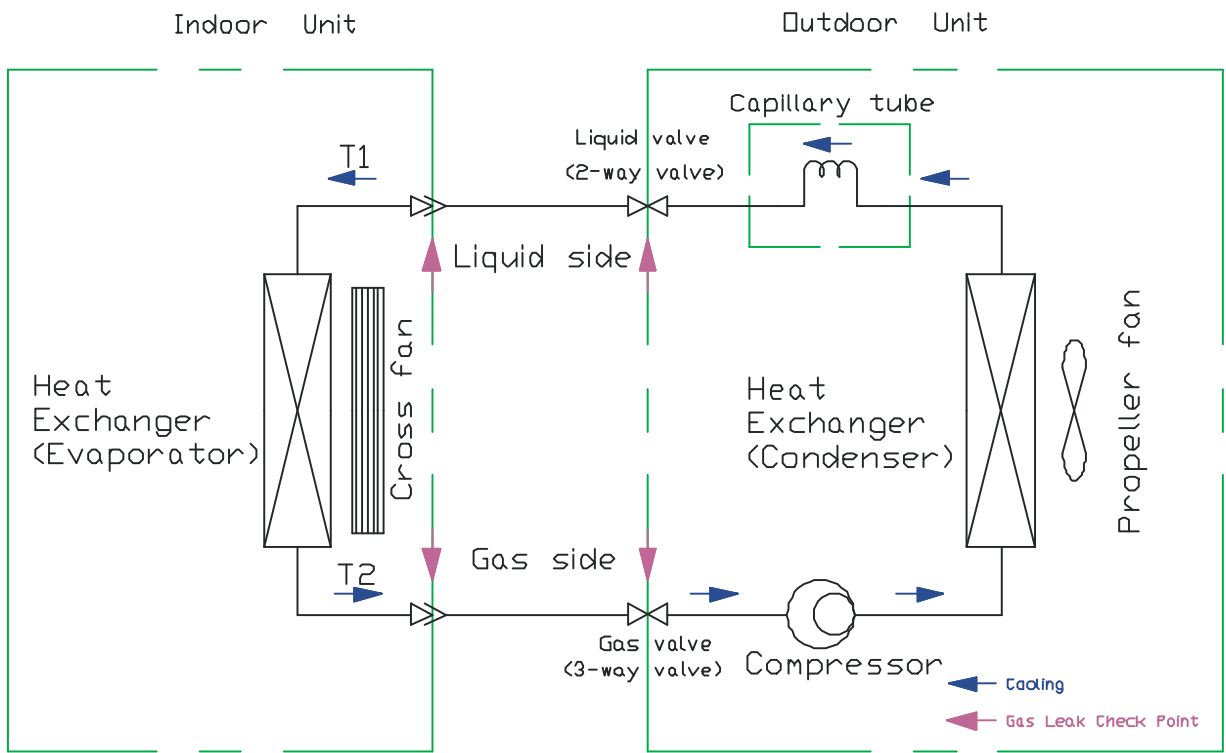 Indoor Unit
Outdoor Unit
Capillary tube
Liquid valve
(2-way valve)
T1
Liquid side
Heat
Exchanger
(Evaporator)
Cross fan
Heat
Exchanger
(Condenser)
Propeller fan
Gas side
T2
Gas valve
(3-way valve)
Compressor
Cooling
Gas Leak Check Point